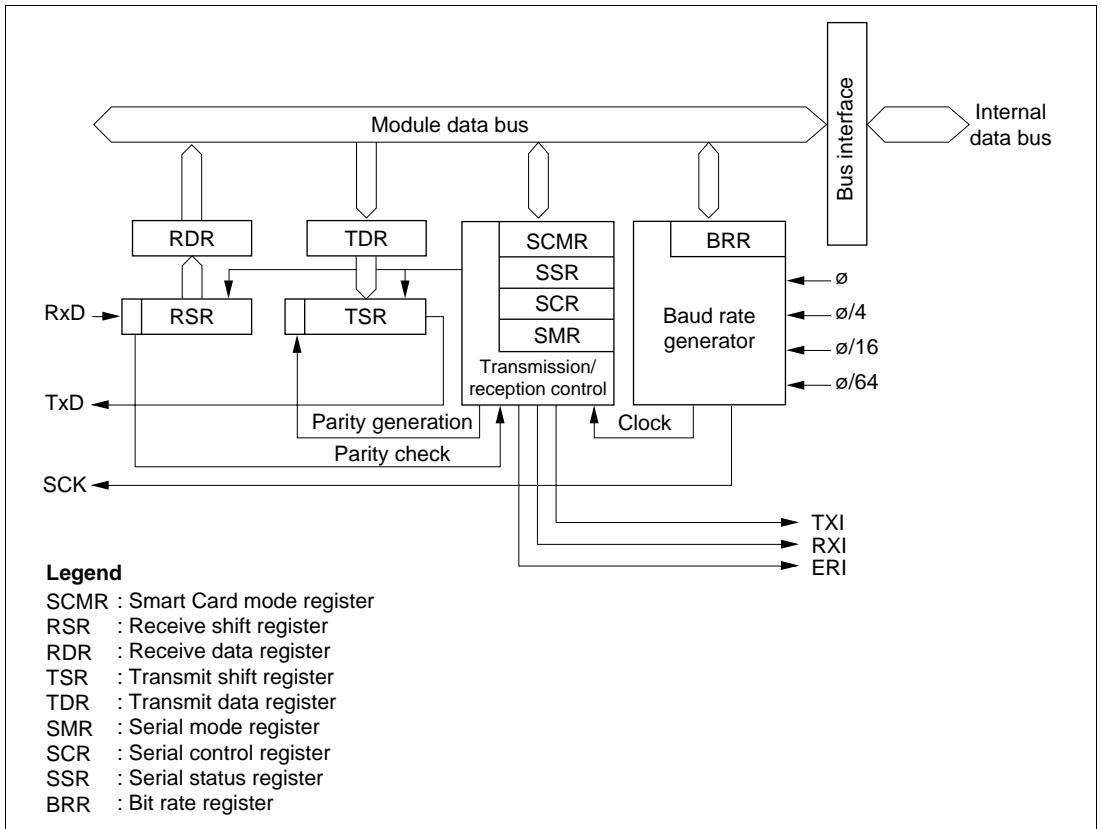 Module data bus
Bus interface
Internal
data bus
RDR
TDR
SCMR
SSR
SCR
SMR
Transmission/
reception control
BRR
Baud rate
generator
ø
ø/4
ø/16
ø/64
RxD
RSR
TSR
TxD
Parity generation
Parity check
Clock
SCK
TXI
RXI
ERI
Legend
SCMR : Smart Card mode register
RSR : Receive shift register
RDR : Receive data register
TSR : Transmit shift register
TDR : Transmit data register
SMR : Serial mode register
SCR : Serial control register
SSR : Serial status register
BRR : Bit rate register